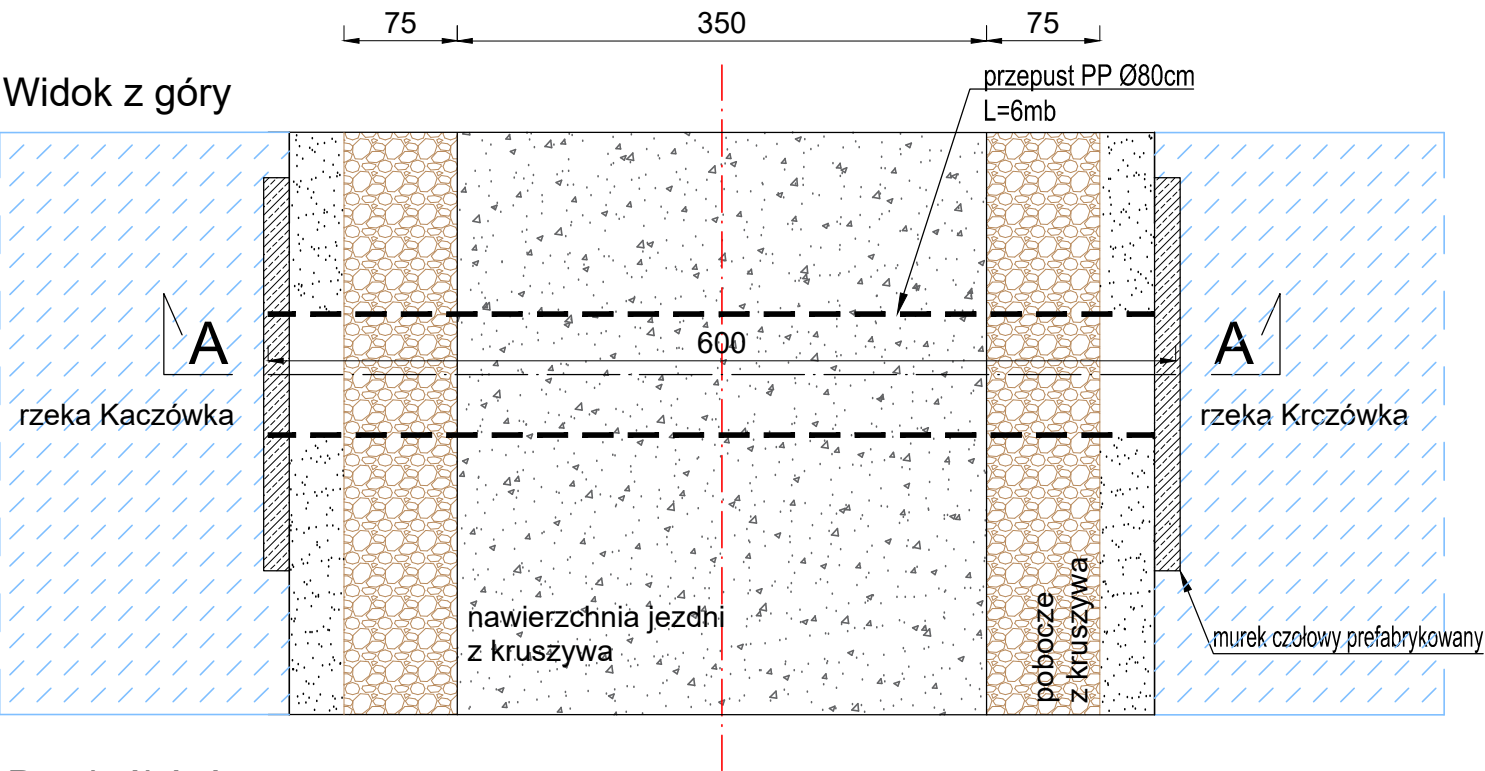 75
350
75
Widok z góry
przepust PP Ø80cm
L=6mb
600
A
A
rzeka Kaczówka
rzeka Krczówka
nawierzchnia jezdni
z kruszywa
pobocze
z kruszywa
murek czołowy prefabrykowany